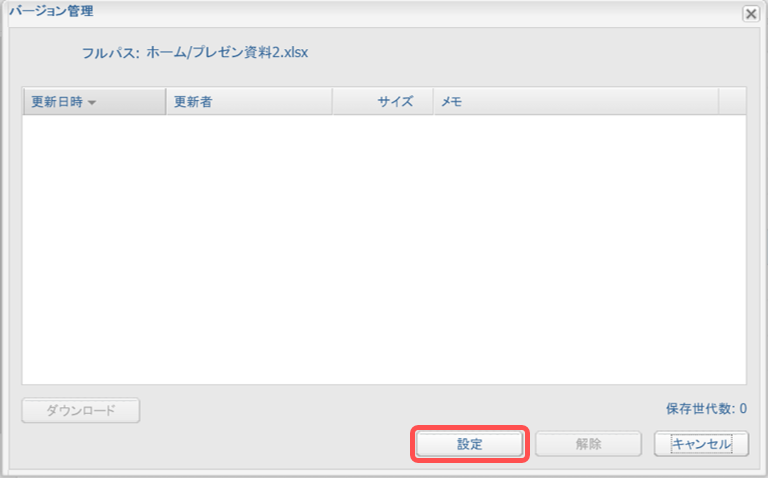 バージョン管理
フルパス: ホーム/プレゼン資料2.xlsx
更新日時 更新者 サイズ メモ
ダウンロード 保存世代数: 0
設定 解除 キャンセル